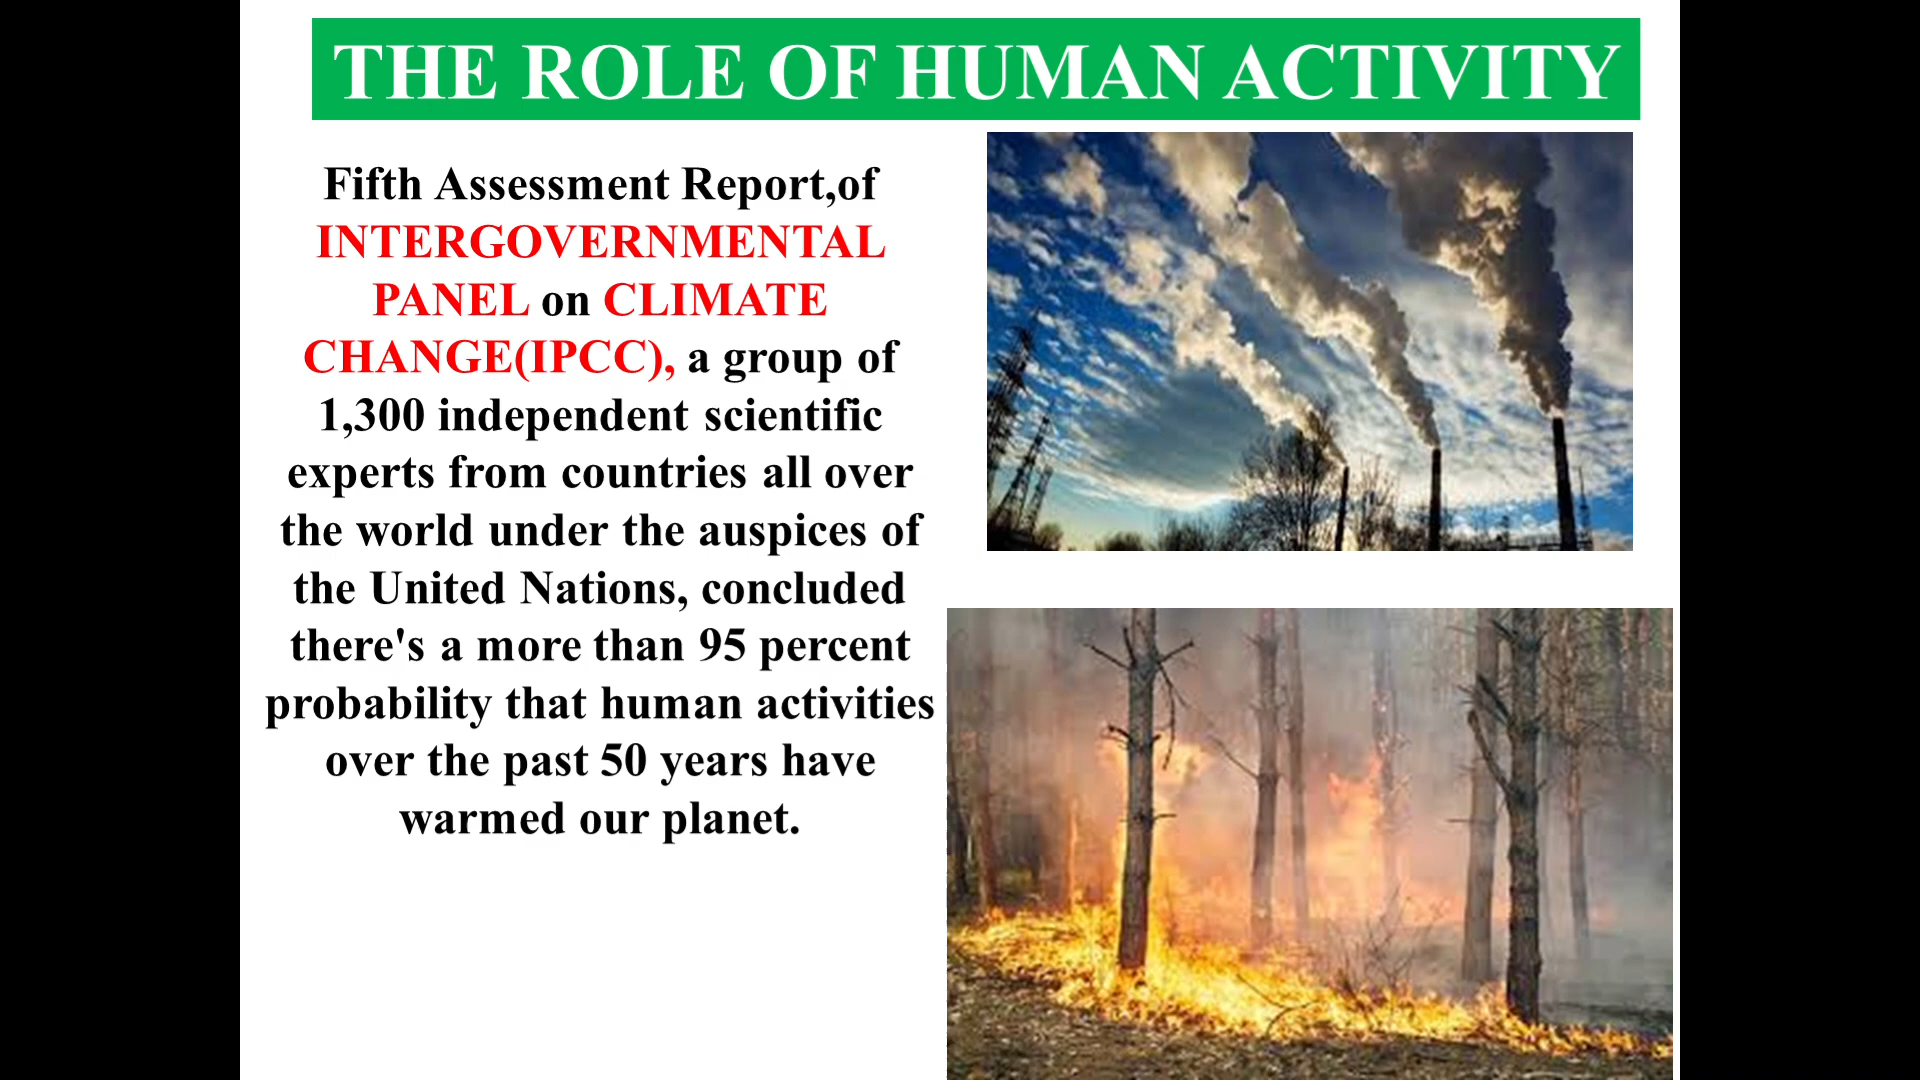 THE ROLE OF HUMAN ACTIVITY
Fifth Assessment Report,of
INTERGOVERNMENTAL
PANEL on CLIMATE
CHANGE(IPCC), a group of
1,300 independent scientific
experts from countries all over
the world under the auspices of
the United Nations, concluded
there's a more than 95 percent
probability that human activities
over the past 50 years have
warmed our planet.